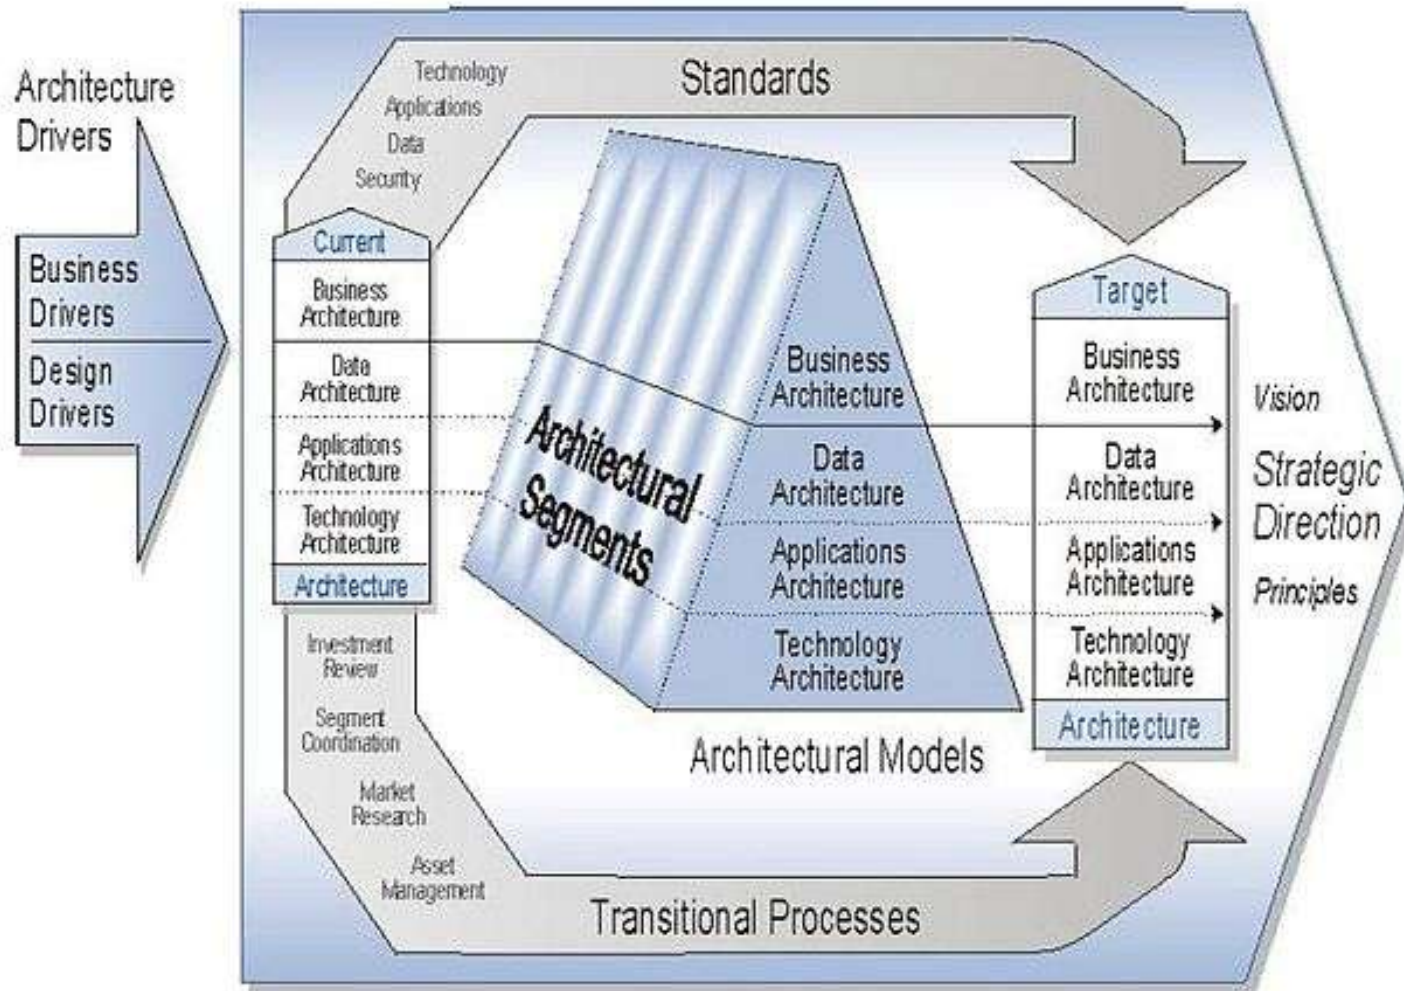 Architecture
Drivers
Business
Drivers
Design
Drivers
Technology
Applications
Data
Security
Standards
Current
Business
Architecture
Data
Architecture
Applications
Architecture
Technology
Architecture
Architecture
Investment
Review
Segment
Coordination
Market
Research
Asset
Management
Transitional Processes
Architectural
Segments
Business
Architecture
Data
Architecture
Applications
Architecture
Technology
Architecture
Architectural Models
Target
Business
Architecture
Data
Architecture
Applications
Architecture
Technology
Architecture
Architecture
Vision
Strategic
Direction
Principles